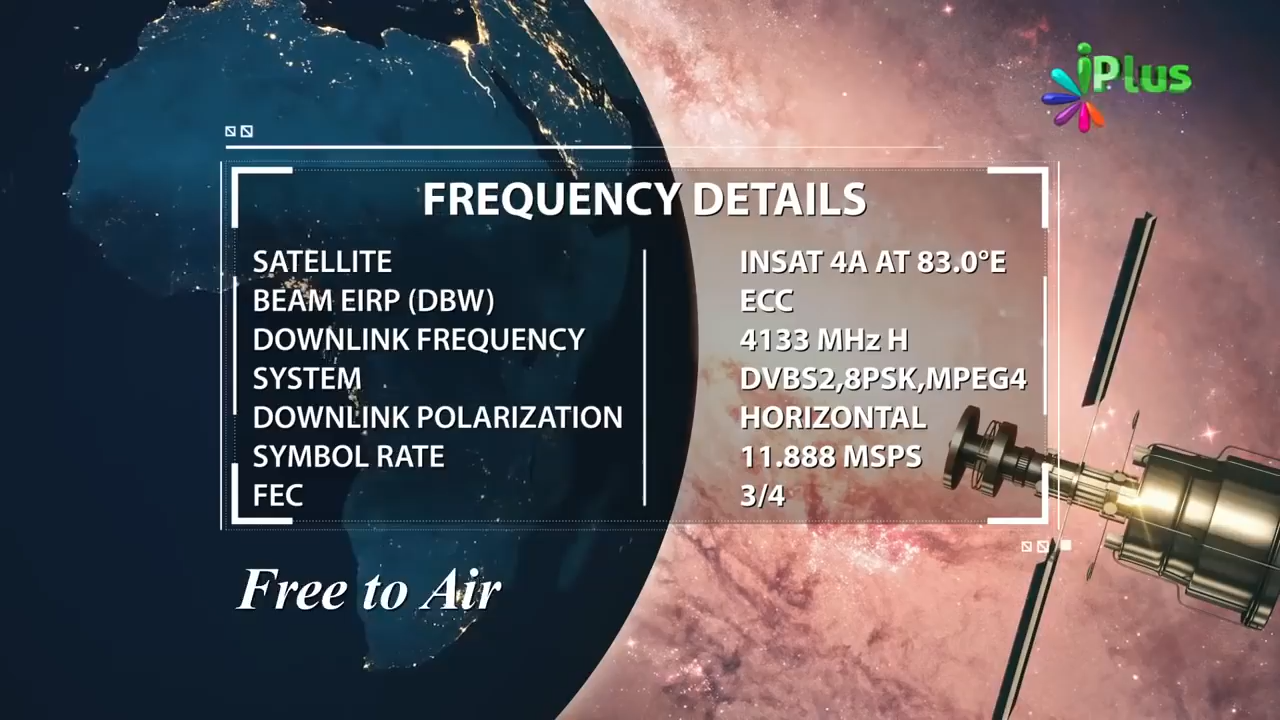 iPlus
FREQUENCY DETAILS
SATELLITE INSAT 4A AT 83.0°E
BEAM EIRP (DBW) ECC
DOWNLINK FREQUENCY 4133 MHz H
SYSTEM DVBS2,8PSK,MPEG4
DOWNLINK POLARIZATION HORIZONTAL
SYMBOL RATE 11.888 MSPS
FEC 3/4
Free to Air